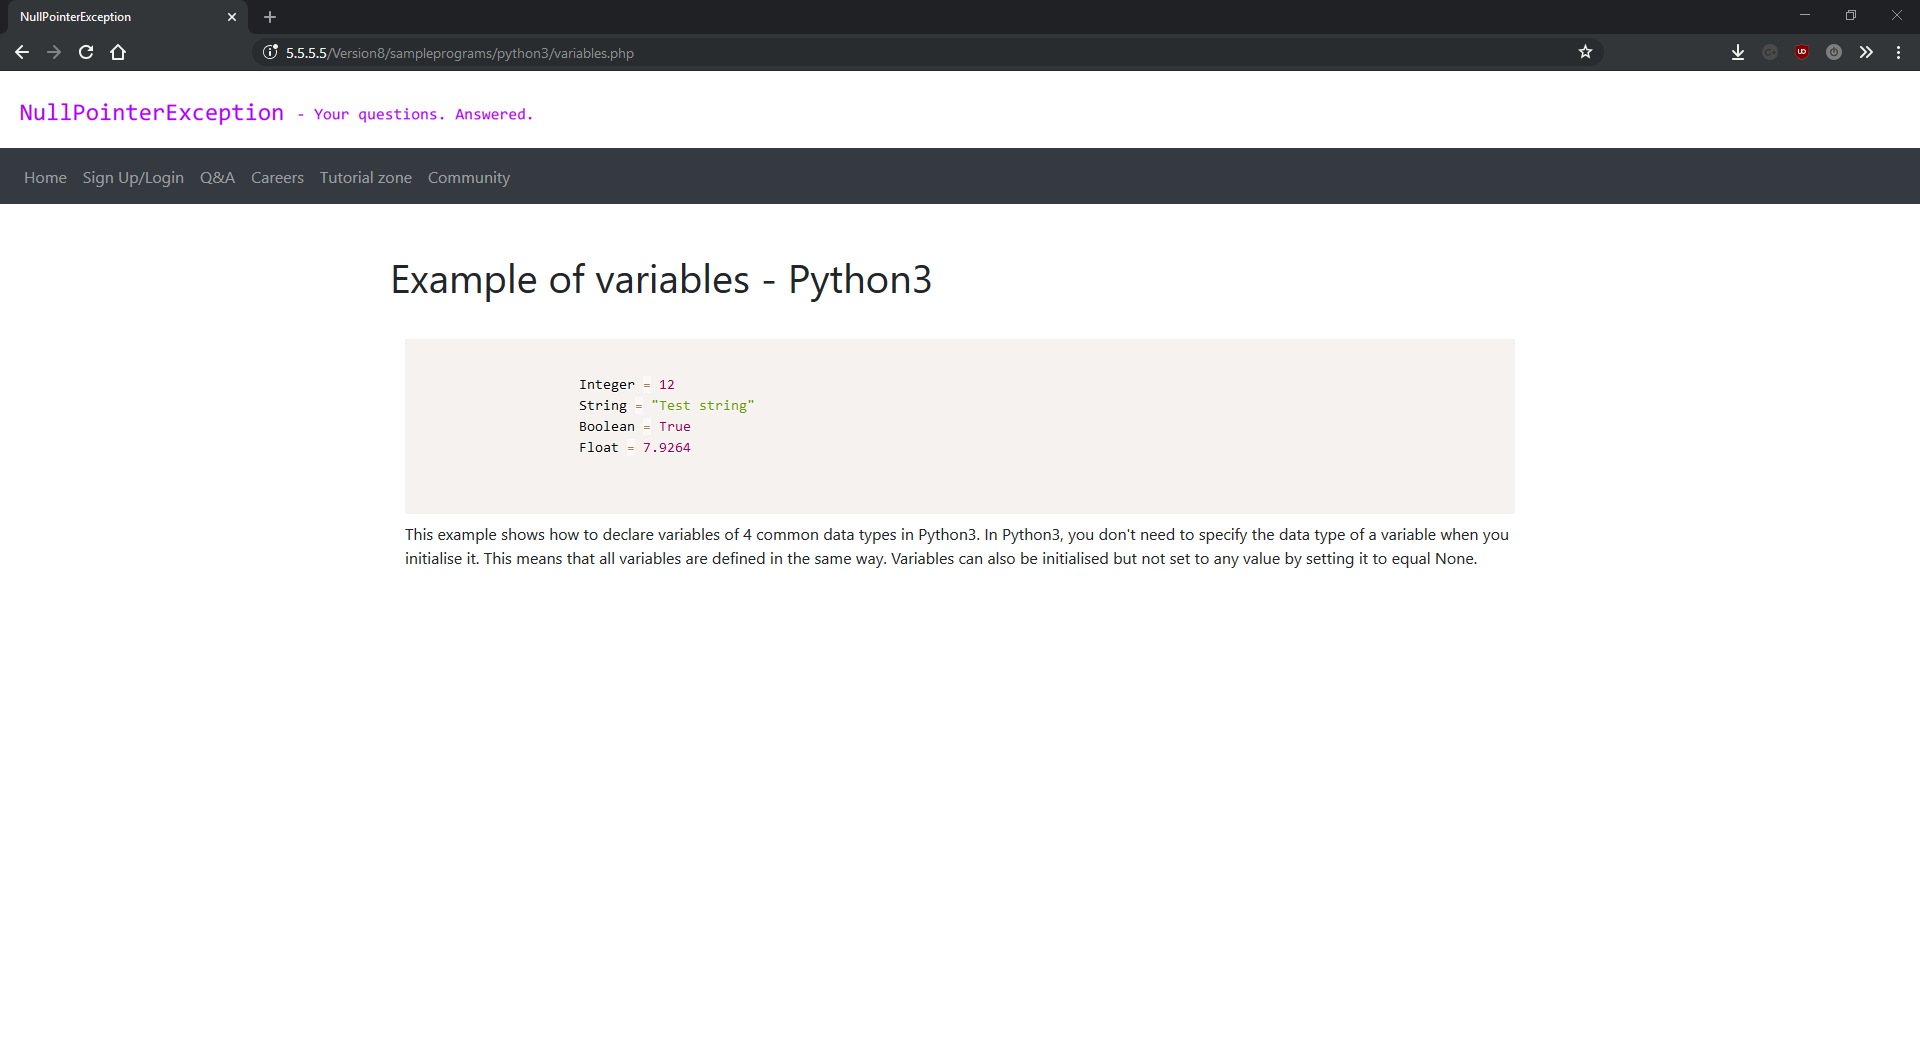 NullPointerException
5.5.5.5/Version8/sampleprograms/python3/variables.php
NullPointerException - Your questions. Answered.
Home Sign Up/Login Q&A Careers Tutorial zone Community
Example of variables - Python3
Integer = 12
String = "Test string"
Boolean = True
Float = 7.9264
This example shows how to declare variables of 4 common data types in Python3. In Python3, you don't need to specify the data type of a variable when you
initialise it. This means that all variables are defined in the same way. Variables can also be initialised but not set to any value by setting it to equal None.